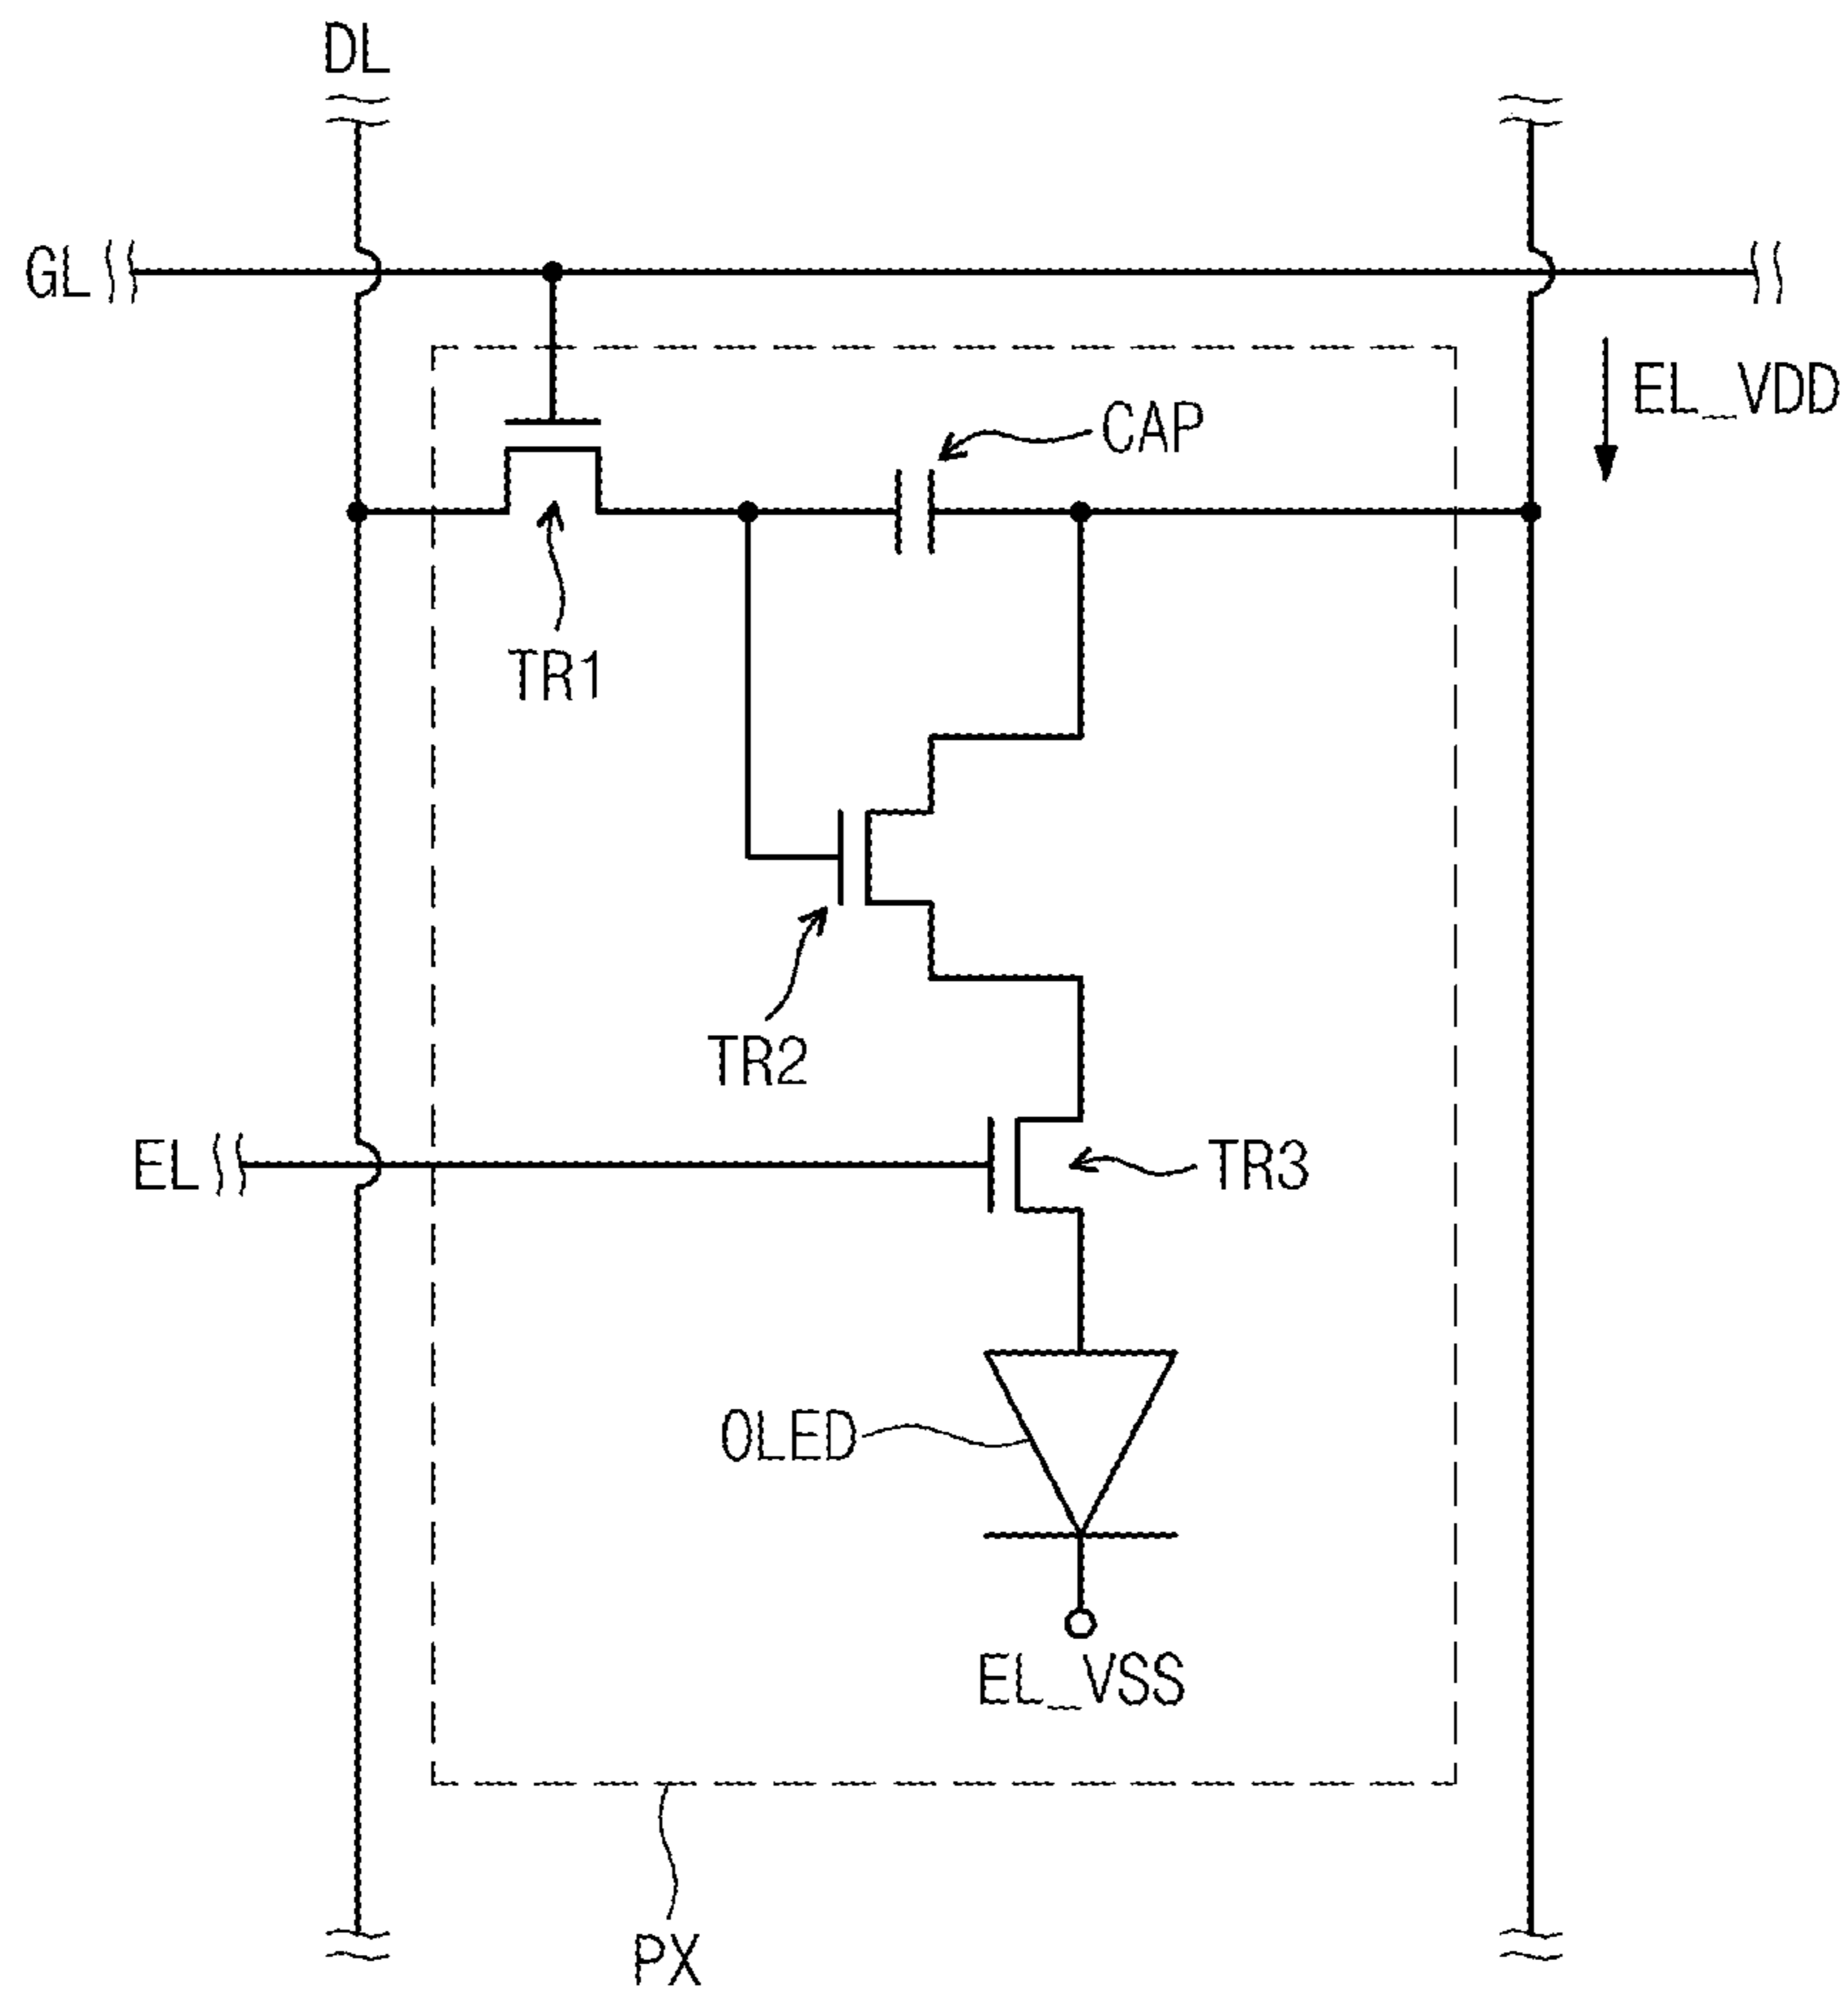 DL
GL
EL_VDD
CAP
TR1
TR2
EL
TR3
OLED
EL_VSS
PX